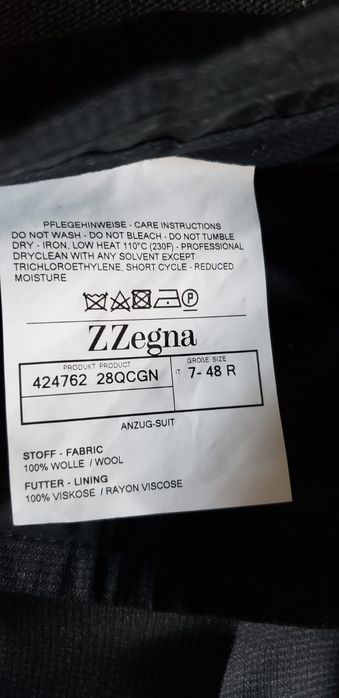 PFLEGEHINWEISE - CARE INSTRUCTIONS
DO NOT WASH - DO NOT BLEACH - DO NOT TUMBLE
DRY - IRON, LOW HEAT 110°C (230F) - PROFESSIONAL
DRYCLEAN WITH ANY SOLVENT EXCEPT
TRICHLOROETHYLENE, SHORT CYCLE - REDUCED
MOISTURE
P
ZZegna
PRODUKT PRODUCT
424762 28QCGN
GRÖßE SIZE
IT 7- 48 R
ANZUG-SUIT
STOFF - FABRIC
100% WOLLE / WOOL
FUTTER - LINING
100% VISKOSE / RAYON VISCOSE